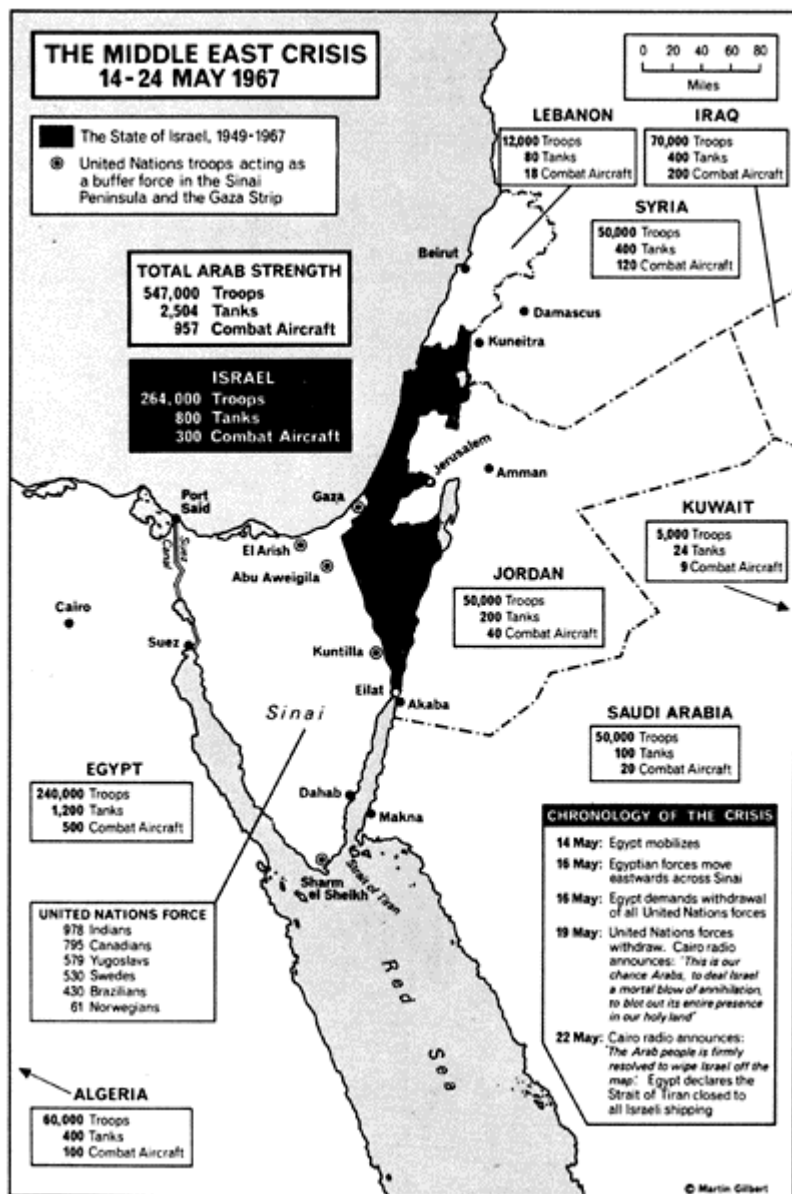 THE MIDDLE EAST CRISIS
14-24 MAY 1967
The State of Israel, 1949-1967
United Nations troops acting as
a buffer force in the Sinai
Peninsula and the Gaza Strip
0 20 40 60 80
Miles
LEBANON
12,000 Troops
80 Tanks
18 Combat Aircraft
IRAQ
70,000 Troops
400 Tanks
200 Combat Aircraft
SYRIA
50,000 Troops
400 Tanks
120 Combat Aircraft
TOTAL ARAB STRENGTH
547,000 Troops
2,504 Tanks
957 Combat Aircraft
ISRAEL
264,000 Troops
800 Tanks
300 Combat Aircraft
Beirut
Damascus
Kuneitra
Jerusalem
Amman
Gaza
Port
Said
Suez
Canal
El Arish
Abu Aweigila
Cairo
Suez
Kuntilla
Eilat
Akaba
Sinai
KUWAIT
5,000 Troops
24 Tanks
9 Combat Aircraft
JORDAN
50,000 Troops
200 Tanks
40 Combat Aircraft
SAUDI ARABIA
50,000 Troops
100 Tanks
20 Combat Aircraft
EGYPT
240,000 Troops
1,200 Tanks
500 Combat Aircraft
Dahab
Makna
Sharm
el Sheikh
Strait of Tiran
Red Sea
UNITED NATIONS FORCE
978 Indians
795 Canadians
579 Yugoslavs
530 Swedes
430 Brazilians
61 Norwegians
CHRONOLOGY OF THE CRISIS
14 May: Egypt mobilizes
16 May: Egyptian forces move
eastwards across Sinai
16 May: Egypt demands withdrawal
of all United Nations forces
19 May: United Nations forces
withdraw. Cairo radio
announces: 'This is our
chance Arabs, to deal Israel
a mortal blow of annihilation,
to blot out its entire presence
in our holy land'
22 May: Cairo radio announces:
'The Arab people is firmly
resolved to wipe Israel off the
map'. Egypt declares the
Strait of Tiran closed to
all Israeli shipping
ALGERIA
60,000 Troops
400 Tanks
100 Combat Aircraft
© Martin Gilbert